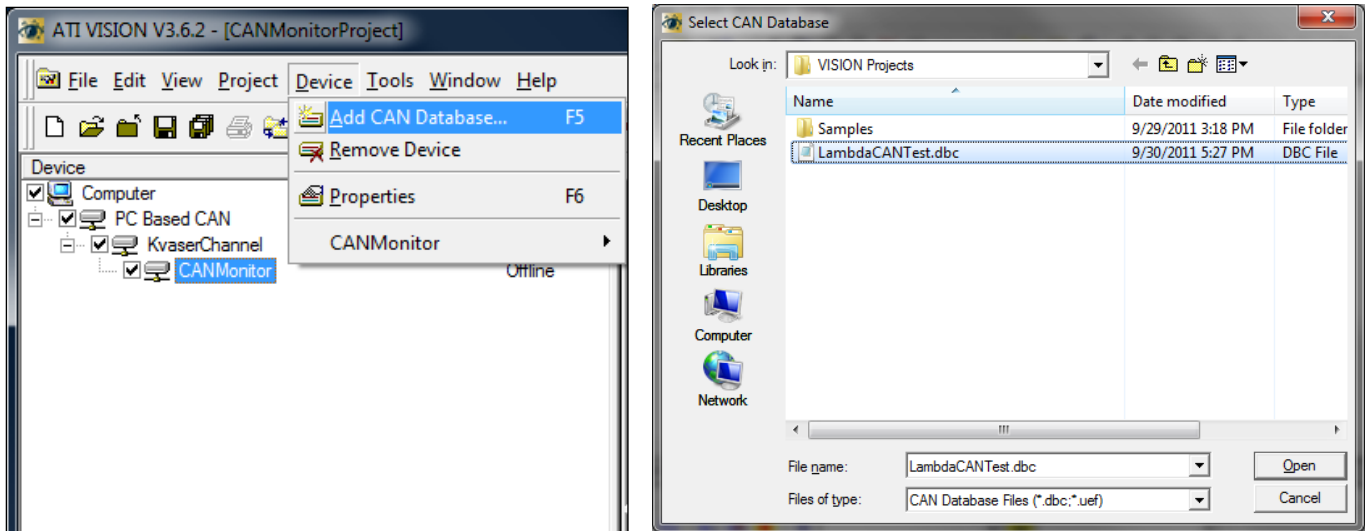 ATI VISION V3.6.2 - [CANMonitorProject]
File Edit View Project Device Tools Window Help
Add CAN Database... F5
Remove Device
Properties F6
CANMonitor
Device
Computer
PC Based CAN
KvaserChannel
CANMonitor Offline
Select CAN Database
Look in: VISION Projects
Name Date modified Type
Samples 9/29/2011 3:18 PM File folder
LambdaCANTest.dbc 9/30/2011 5:27 PM DBC File
Recent Places
Desktop
Libraries
Computer
Network
File name: LambdaCANTest.dbc Open
Files of type: CAN Database Files (*.dbc;*.uef) Cancel